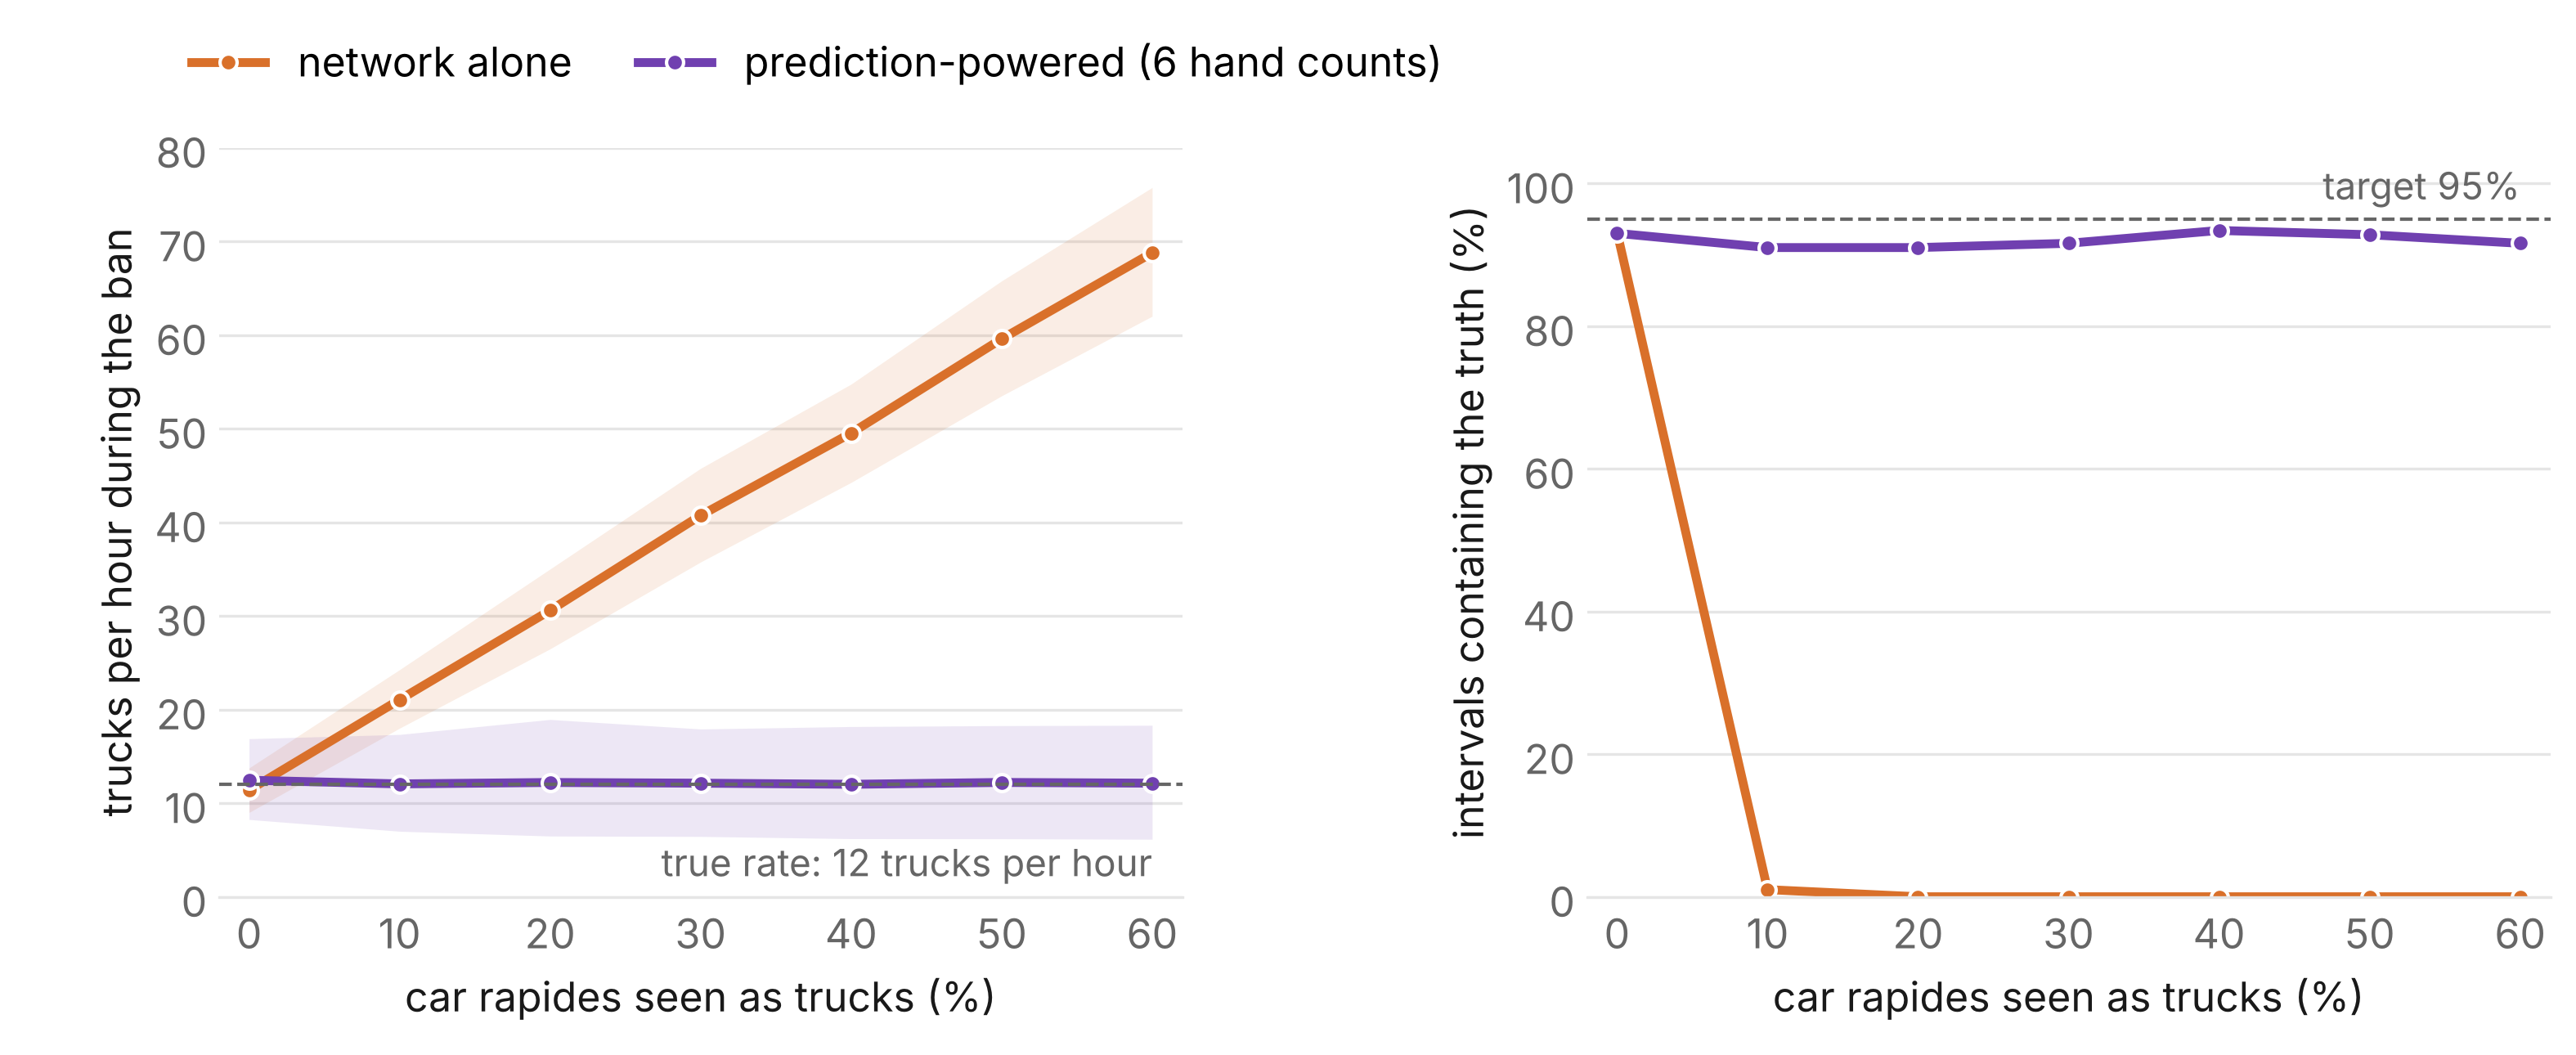 network alone
prediction-powered (6 hand counts)
trucks per hour during the ban
80
70
60
50
40
30
20
10
0
true rate: 12 trucks per hour
0 10 20 30 40 50 60
car rapides seen as trucks (%)
intervals containing the truth (%)
100
80
60
40
20
0
target 95%
0 10 20 30 40 50 60
car rapides seen as trucks (%)